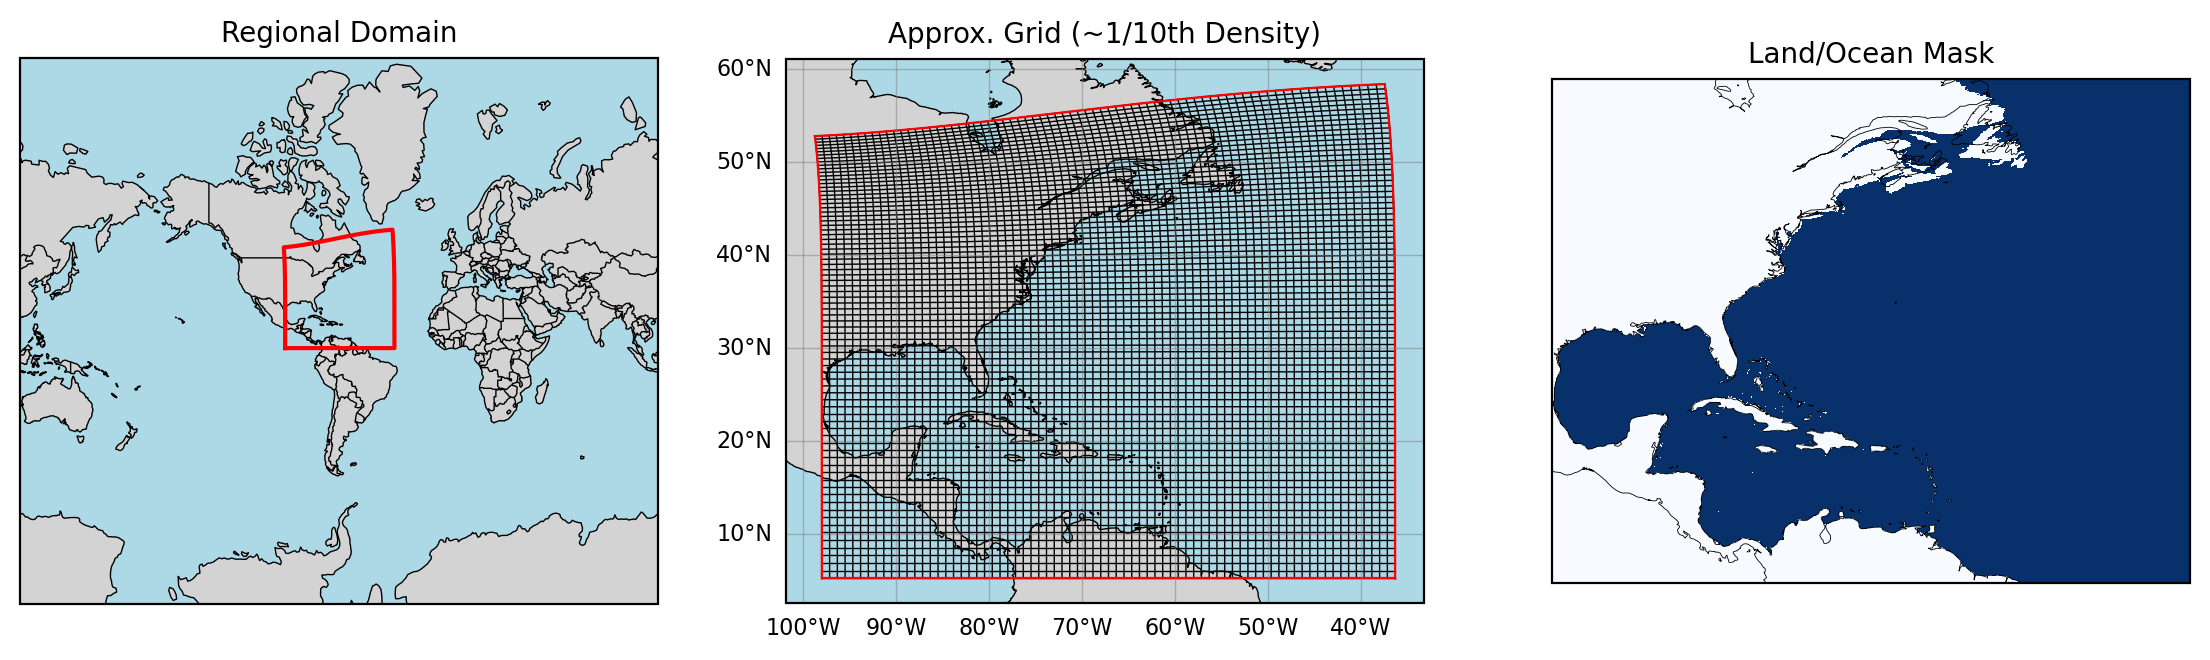 Regional Domain
Approx. Grid (~1/10th Density)
Land/Ocean Mask
60°N
50°N
40°N
30°N
20°N
10°N
100°W 90°W 80°W 70°W 60°W 50°W 40°W